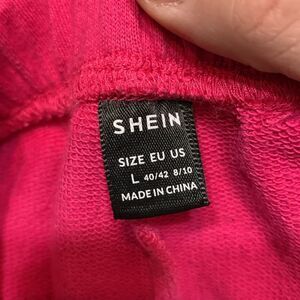 SHEIN
SIZE EU US
L 40/42 8/10
MADE IN CHINA